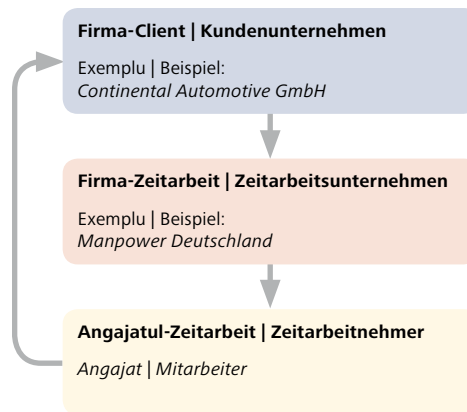 Firma-Client | Kundenunternehmen
Exemplu | Beispiel:
Continental Automotive GmbH
Firma-Zeitarbeit | Zeitarbeitsunternehmen
Exemplu | Beispiel:
Manpower Deutschland
Angajatul-Zeitarbeit | Zeitarbeitnehmer
Angajat | Mitarbeiter